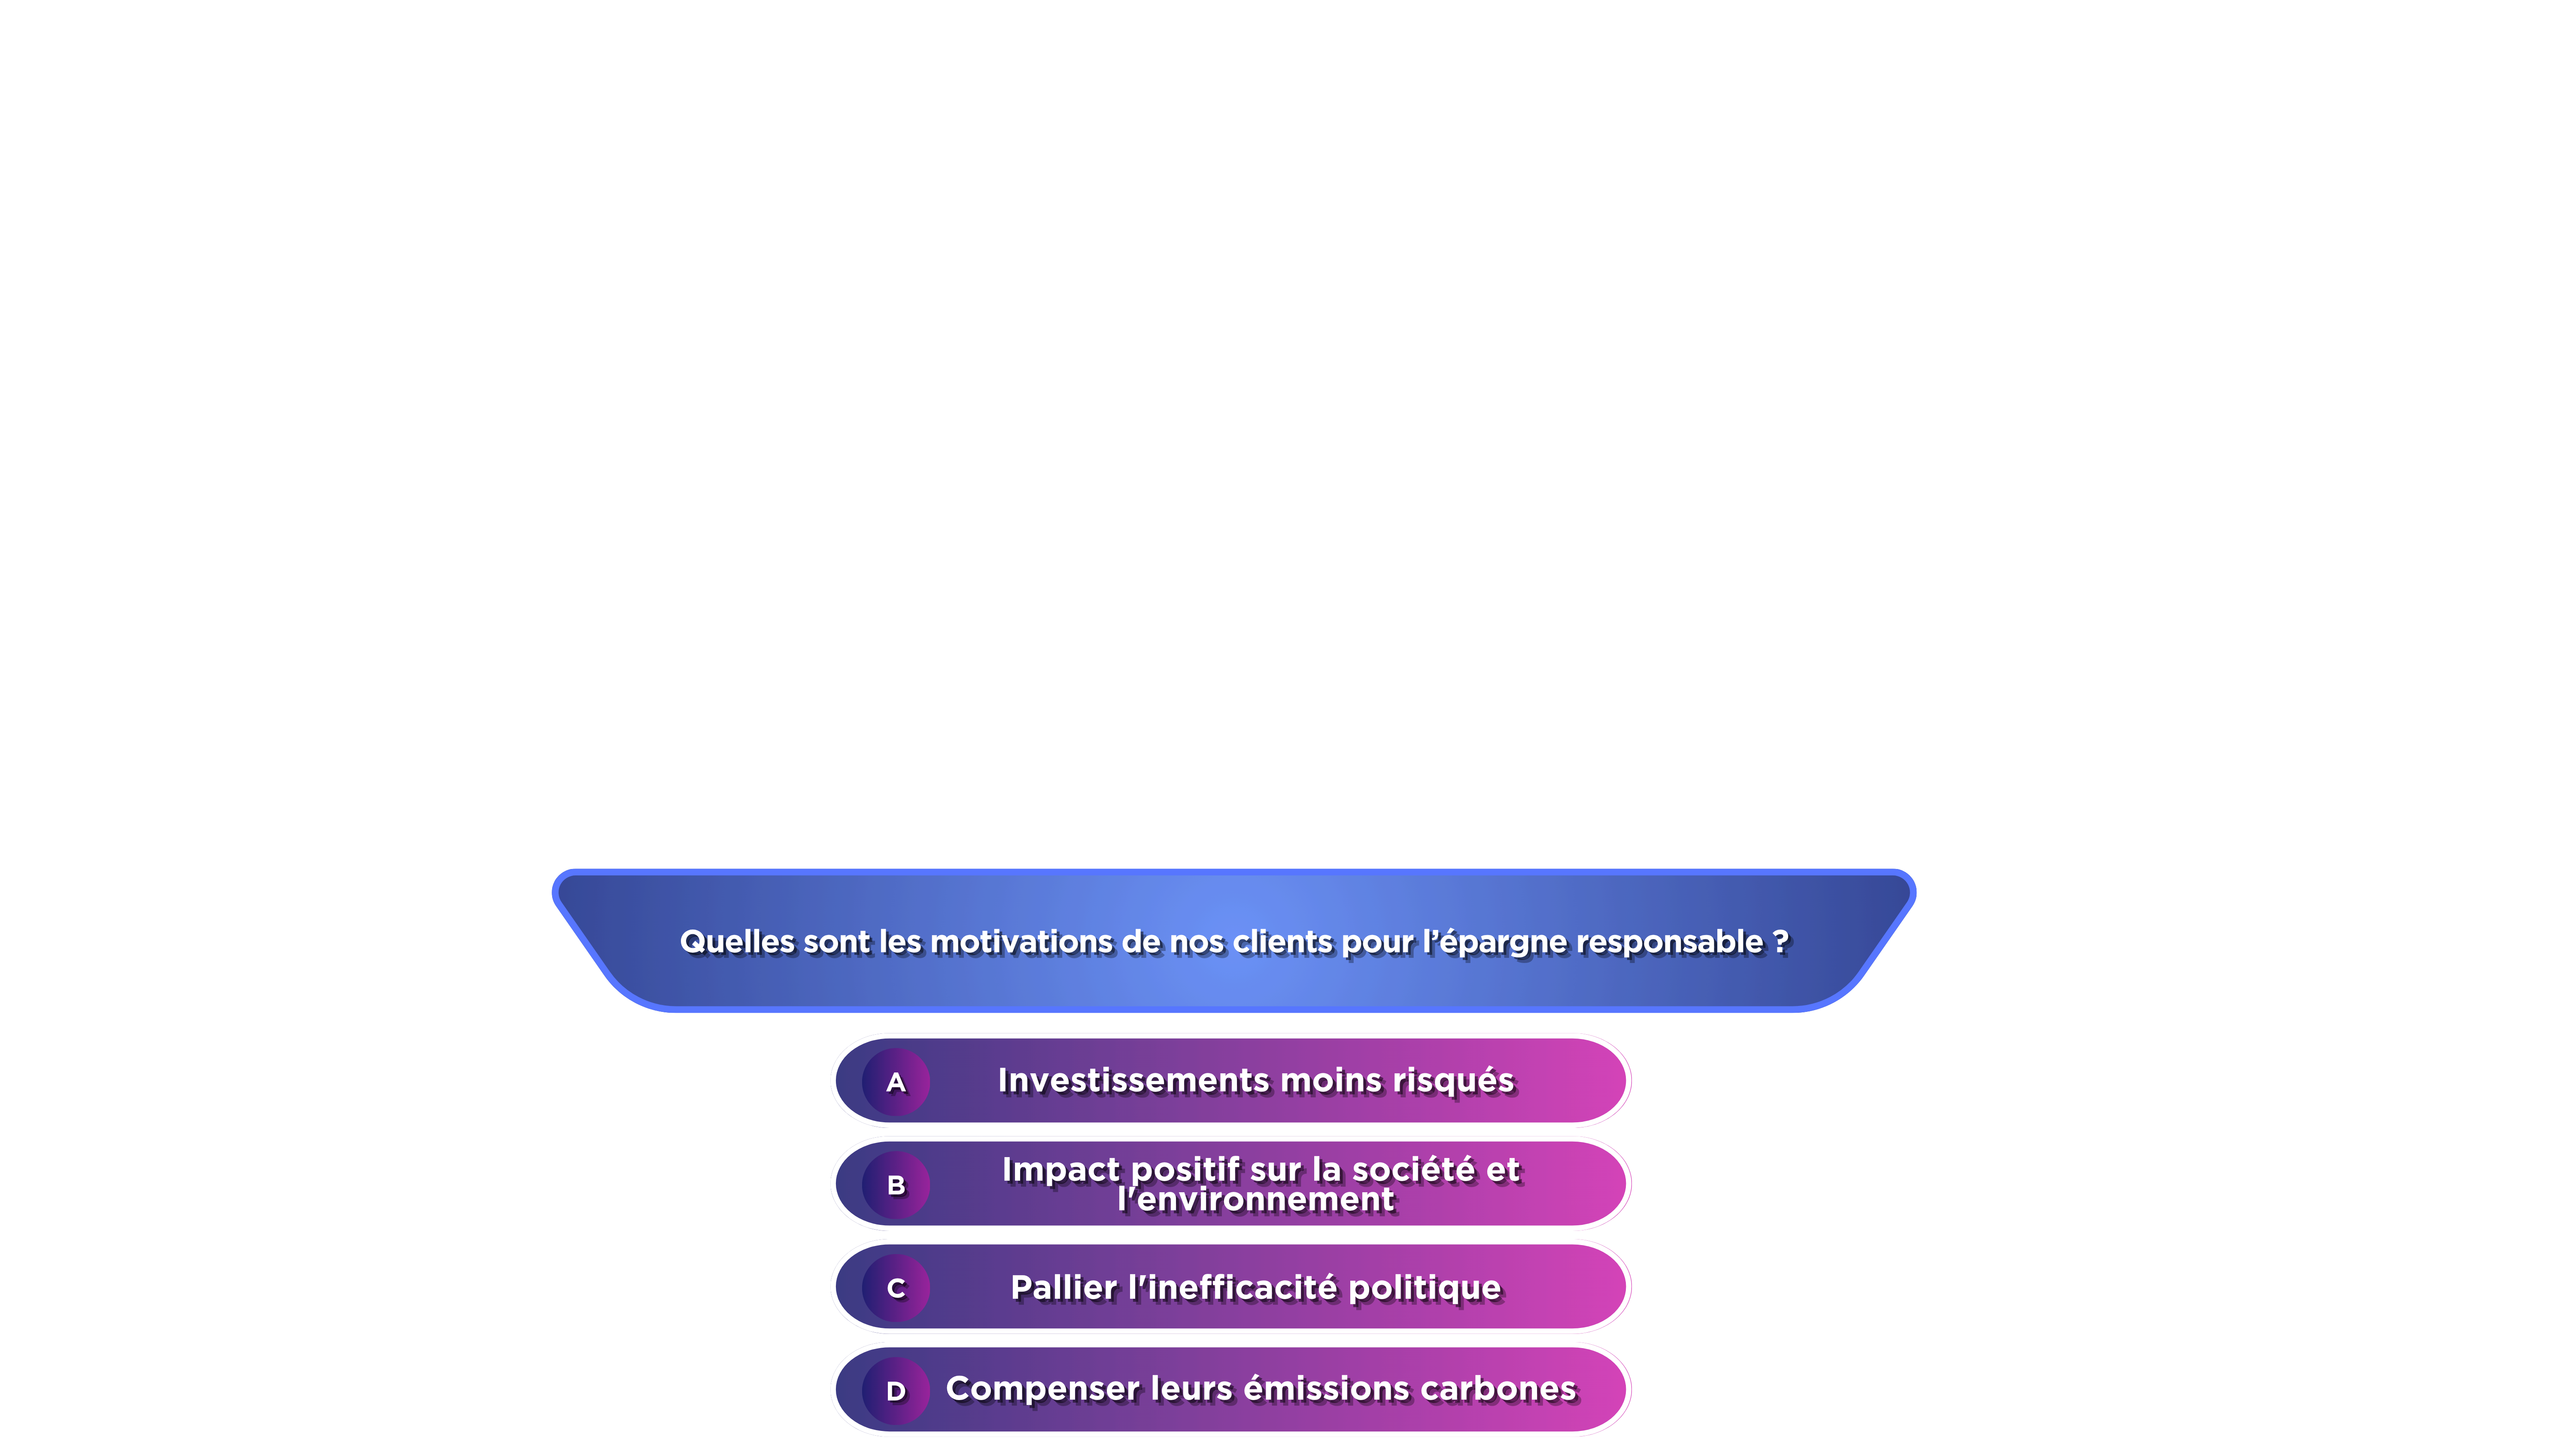 Quelles sont les motivations de nos clients pour l’épargne responsable ?
A Investissements moins risqués
B Impact positif sur la société et
l'environnement
C Pallier l'inefficacité politique
D Compenser leurs émissions carbones